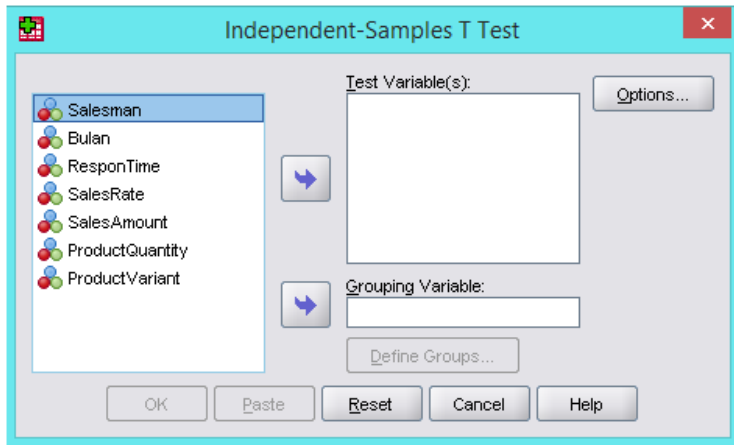 Independent-Samples T Test
Salesman
Bulan
ResponTime
SalesRate
SalesAmount
ProductQuantity
ProductVariant
Test Variable(s):
Options...
Grouping Variable:
Define Groups...
OK
Paste
Reset
Cancel
Help